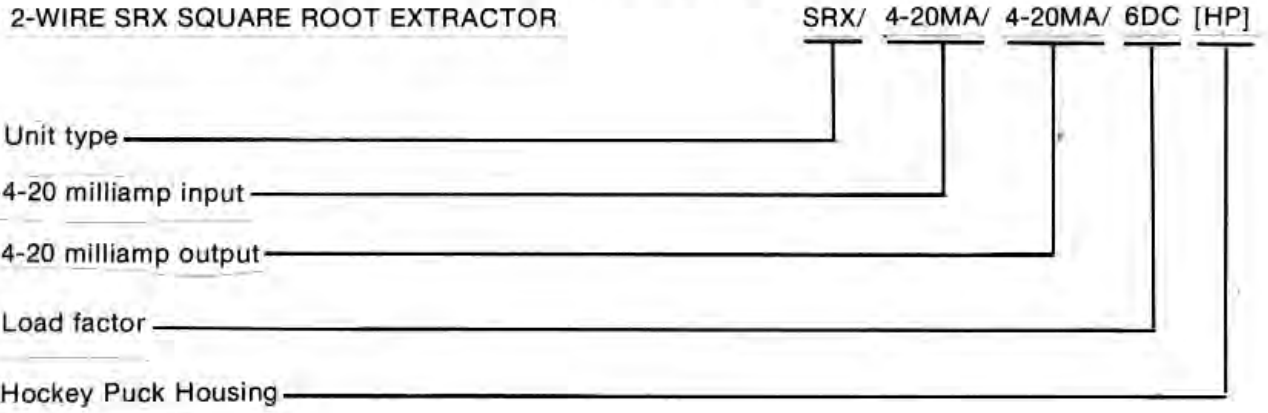 2-WIRE SRX SQUARE ROOT EXTRACTOR SRX/ 4-20MA/ 4-20MA/ 6DC [HP]
Unit type
4-20 milliamp input
4-20 milliamp output
Load factor
Hockey Puck Housing